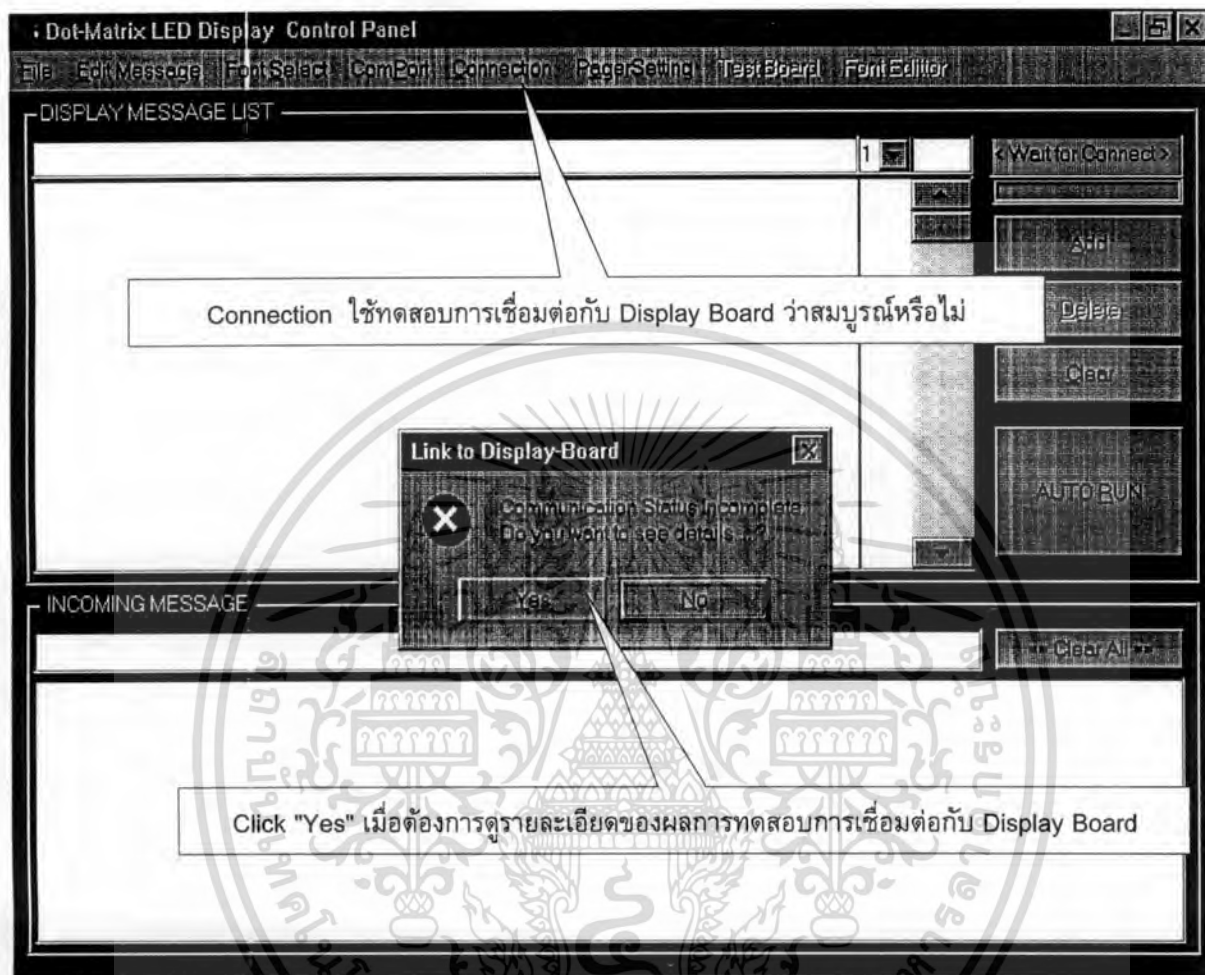 Dot-Matrix LED Display Control Panel
File Edit Message Font Select ComPort Connection PagerSetting TestBoard Font Editior
DISPLAY MESSAGE LIST
1
< Wait for Connect >
Add
Connection ใช้ทดสอบการเชื่อมต่อกับ Display Board ว่าสมบูรณ์หรือไม่
Delete
Clear
Link to Display-Board
Communication Status Incomplete
Do you want to see details ...?
AUTO RUN
Yes
No
INCOMING MESSAGE
== Clear All ==
Click "Yes" เมื่อต้องการดูรายละเอียดของผลการทดสอบการเชื่อมต่อกับ Display Board